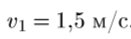 v₁ = 1,5 м/с.